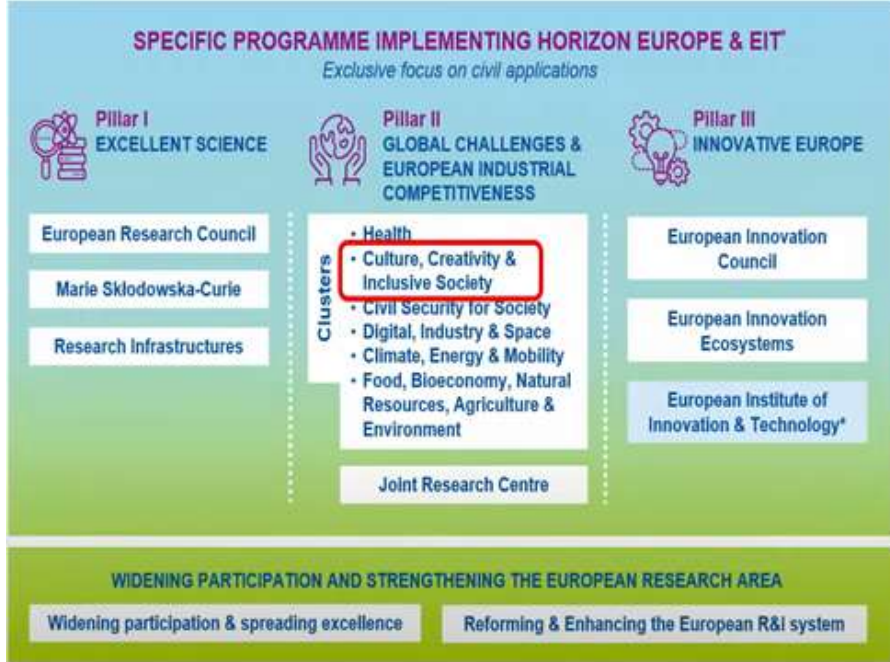 SPECIFIC PROGRAMME IMPLEMENTING HORIZON EUROPE & EIT*
Exclusive focus on civil applications
Pillar I
EXCELLENT SCIENCE
European Research Council
Marie Sklodowska-Curie
Research Infrastructures
Pillar II
GLOBAL CHALLENGES &
EUROPEAN INDUSTRIAL
COMPETITIVENESS
Clusters
• Health
• Culture, Creativity &
Inclusive Society
• Civil Security for Society
• Digital, Industry & Space
• Climate, Energy & Mobility
• Food, Bioeconomy, Natural
Resources, Agriculture &
Environment
Joint Research Centre
Pillar III
INNOVATIVE EUROPE
European Innovation
Council
European Innovation
Ecosystems
European Institute of
Innovation & Technology*
WIDENING PARTICIPATION AND STRENGTHENING THE EUROPEAN RESEARCH AREA
Widening participation & spreading excellence
Reforming & Enhancing the European R&I system